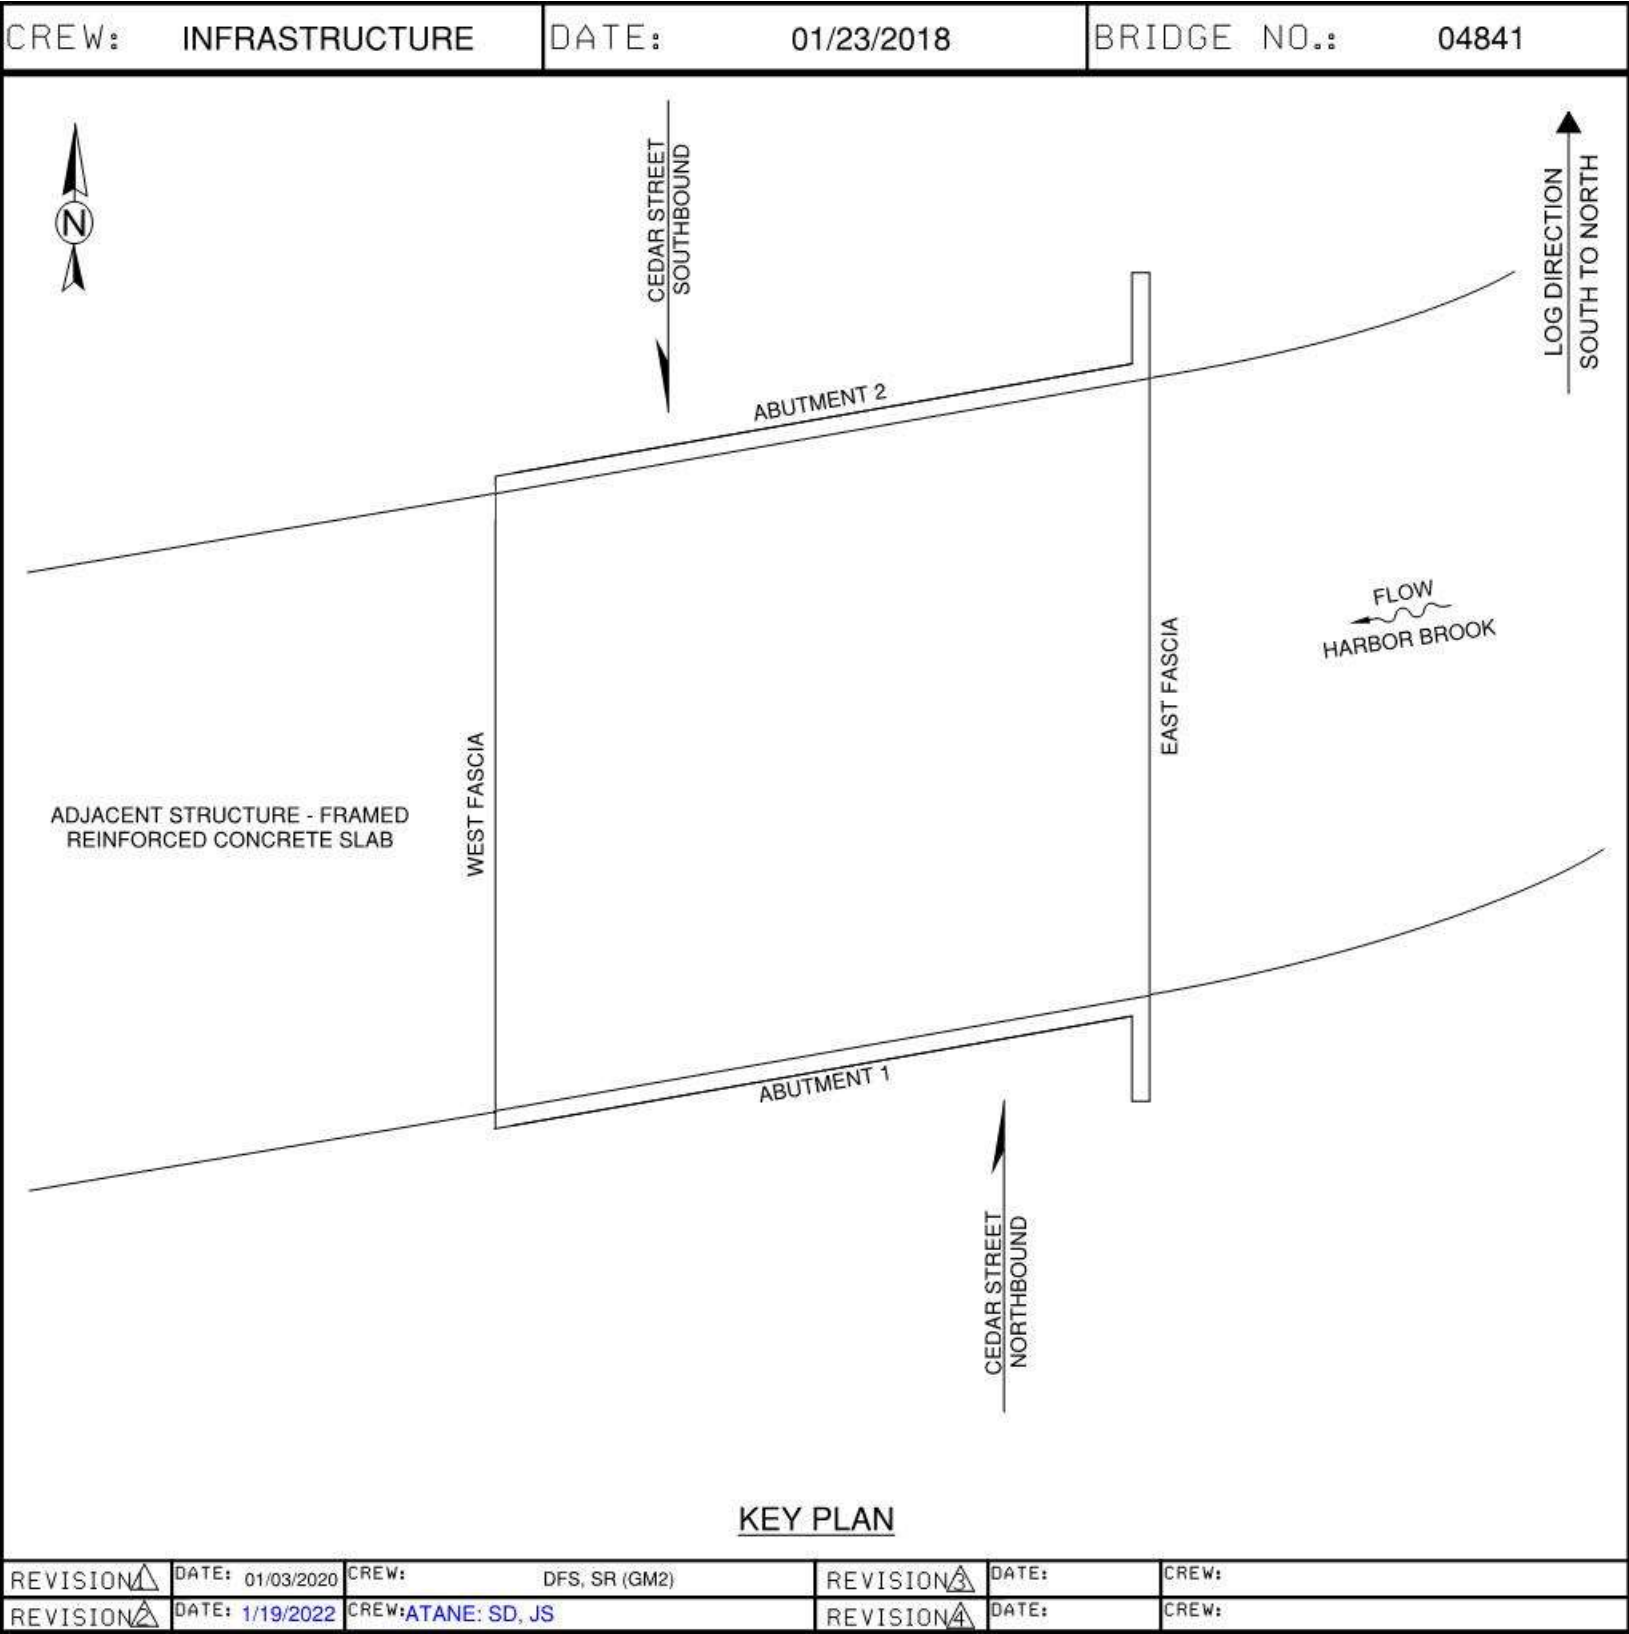 CREW: INFRASTRUCTURE DATE: 01/23/2018 BRIDGE NO.: 04841
N
CEDAR STREET
SOUTHBOUND
LOG DIRECTION
SOUTH TO NORTH
ABUTMENT 2
FLOW
HARBOR BROOK
EAST FASCIA
WEST FASCIA
ADJACENT STRUCTURE - FRAMED
REINFORCED CONCRETE SLAB
ABUTMENT 1
CEDAR STREET
NORTHBOUND
KEY PLAN
REVISION 1 DATE: 01/03/2020 CREW: DFS, SR (GM2) REVISION 3 DATE: CREW:
REVISION 2 DATE: 1/19/2022 CREW: ATANE: SD, JS REVISION 4 DATE: CREW: